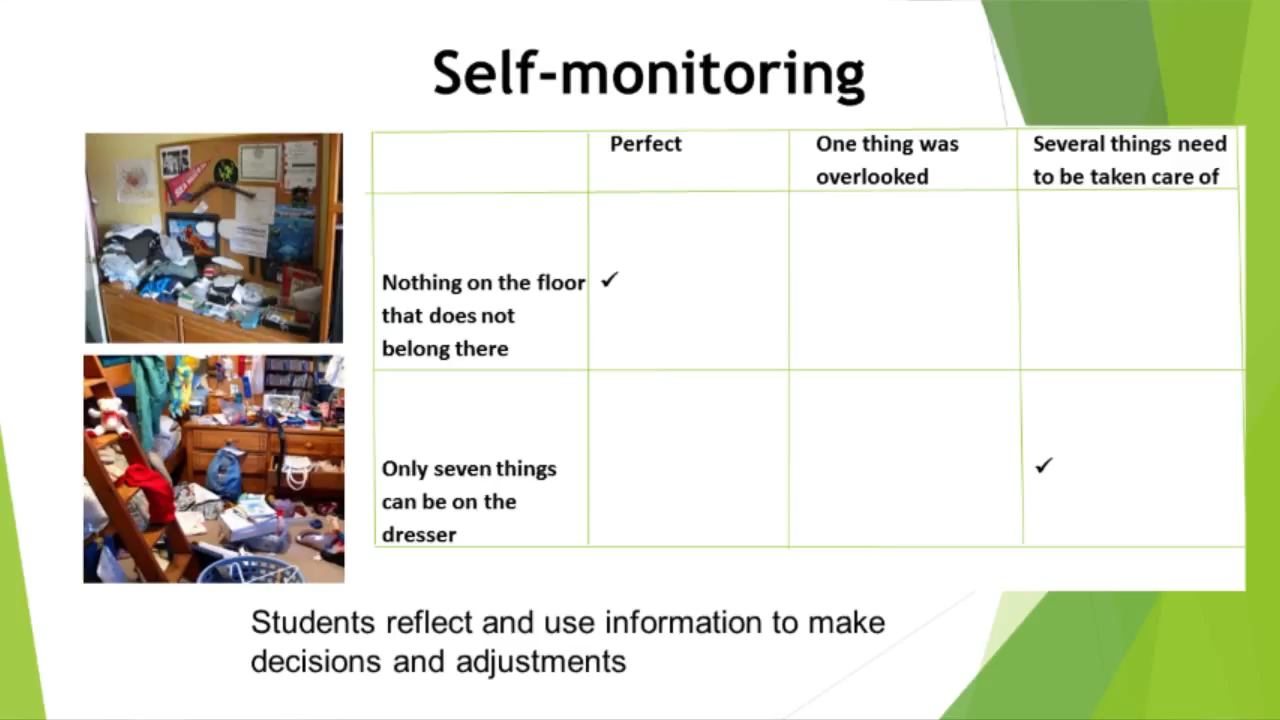 Self-monitoring
Perfect
One thing was
overlooked
Several things need
to be taken care of
Nothing on the floor
that does not
belong there
✓
Only seven things
can be on the
dresser
✓
Students reflect and use information to make
decisions and adjustments